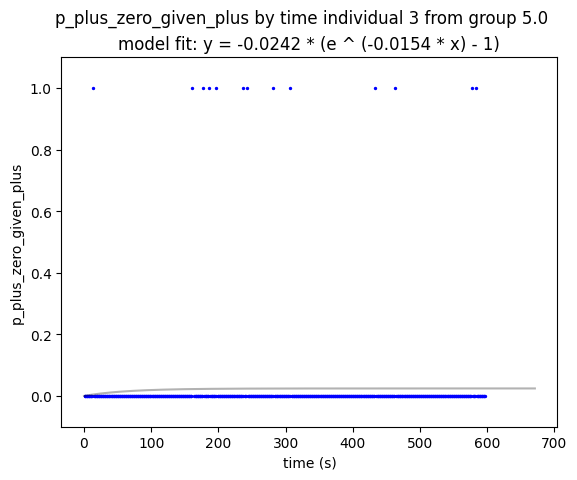 p_plus_zero_given_plus by time individual 3 from group 5.0
model fit: y = -0.0242 * (e ^ (-0.0154 * x) - 1)
1.0
0.8
0.6
0.4
0.2
0.0
p_plus_zero_given_plus
0 100 200 300 400 500 600 700
time (s)